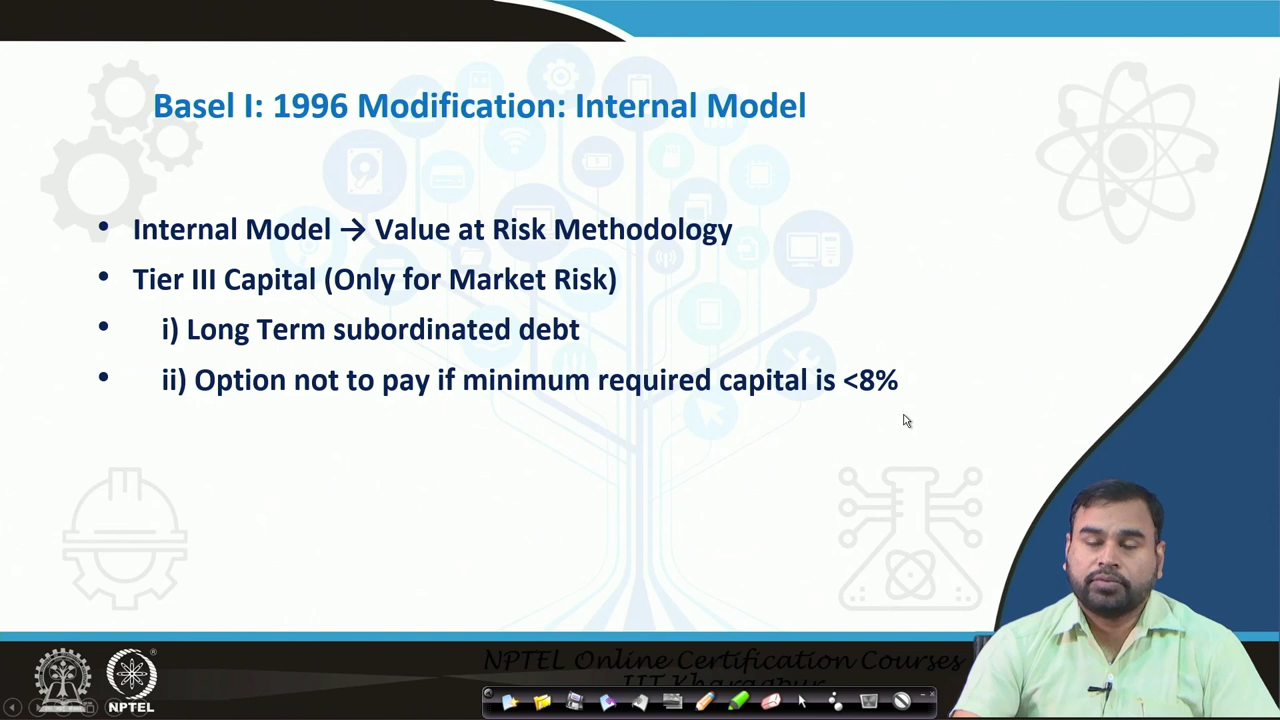 Basel I: 1996 Modification: Internal Model
• Internal Model → Value at Risk Methodology
• Tier III Capital (Only for Market Risk)
• i) Long Term subordinated debt
• ii) Option not to pay if minimum required capital is <8%
NPTEL Online Certification Courses
IIT Kharagpur
NPTEL